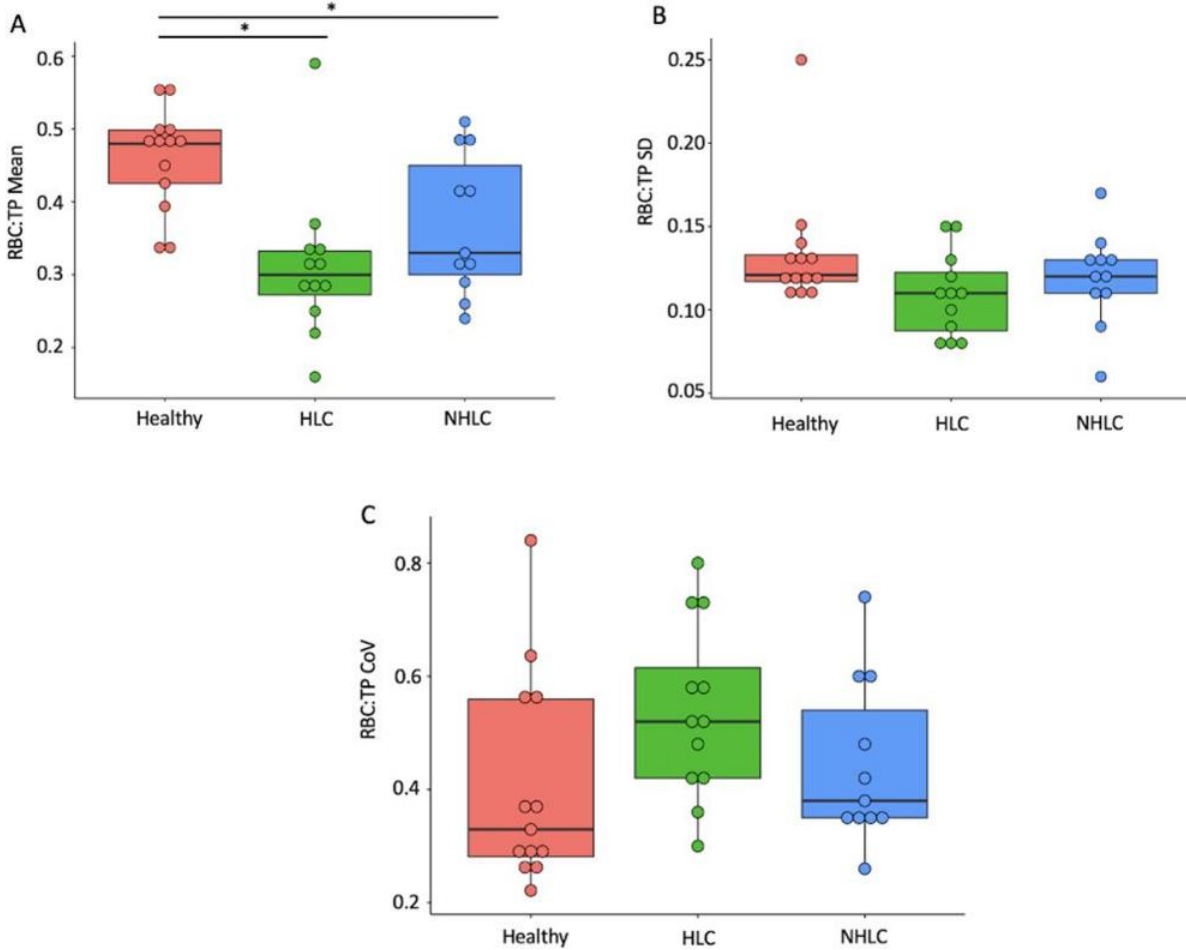 A
*
*
RBC:TP Mean
0.6
0.5
0.4
0.3
0.2
Healthy HLC NHLC
B
RBC:TP SD
0.25
0.20
0.15
0.10
0.05
Healthy HLC NHLC
C
RBC:TP CoV
0.8
0.6
0.4
0.2
Healthy HLC NHLC